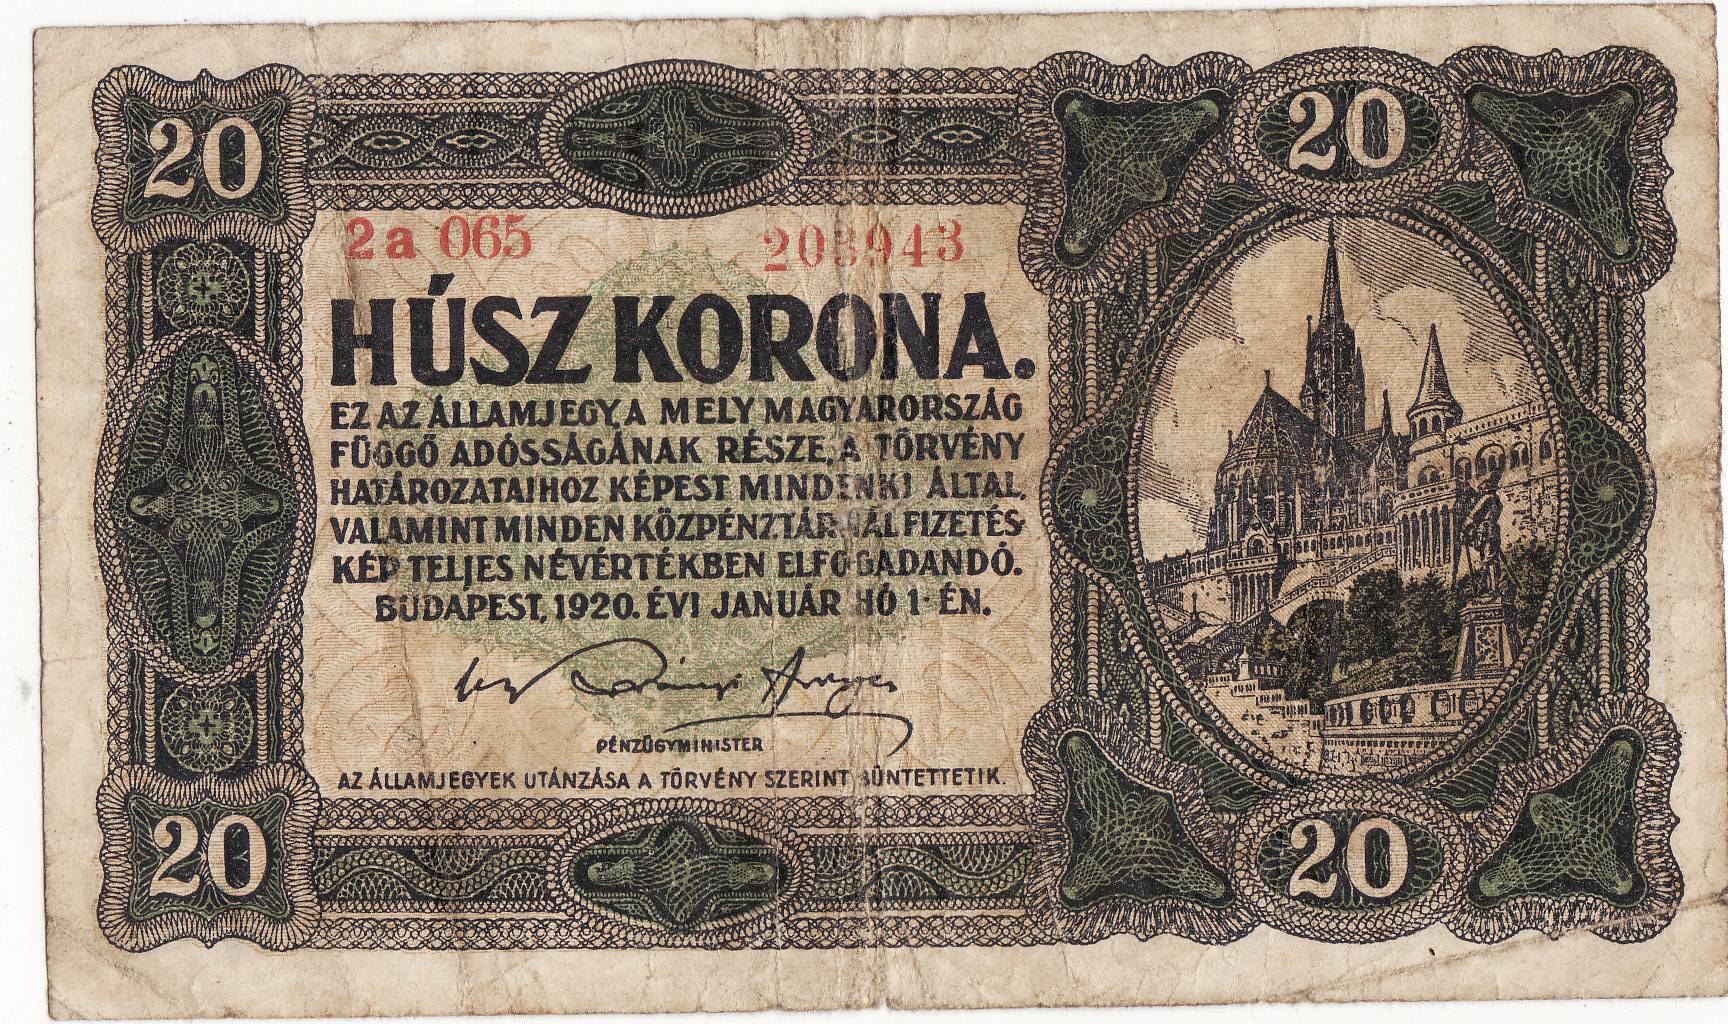 20
20
2a 065
203943
HÚSZ KORONA.
EZ AZ ÁLLAMJEGY, A MELY MAGYARORSZÁG
FÜGGŐ ADÓSSÁGÁNAK RÉSZE, A TÖRVÉNY
HATÁROZATAIHOZ KÉPEST MINDENKI ÁLTAL,
VALAMINT MINDEN KÖZPÉNZTÁRNÁL FIZETÉS-
KÉP TELJES NÉVÉRTÉKBEN ELFOGADANDÓ.
BUDAPEST, 1920. ÉVI JANUÁR HÓ 1-ÉN.
PÉNZÜGYMINISTER
AZ ÁLLAMJEGYEK UTÁNZÁSA A TÖRVÉNY SZERINT BÜNTETTETIK.
20
20